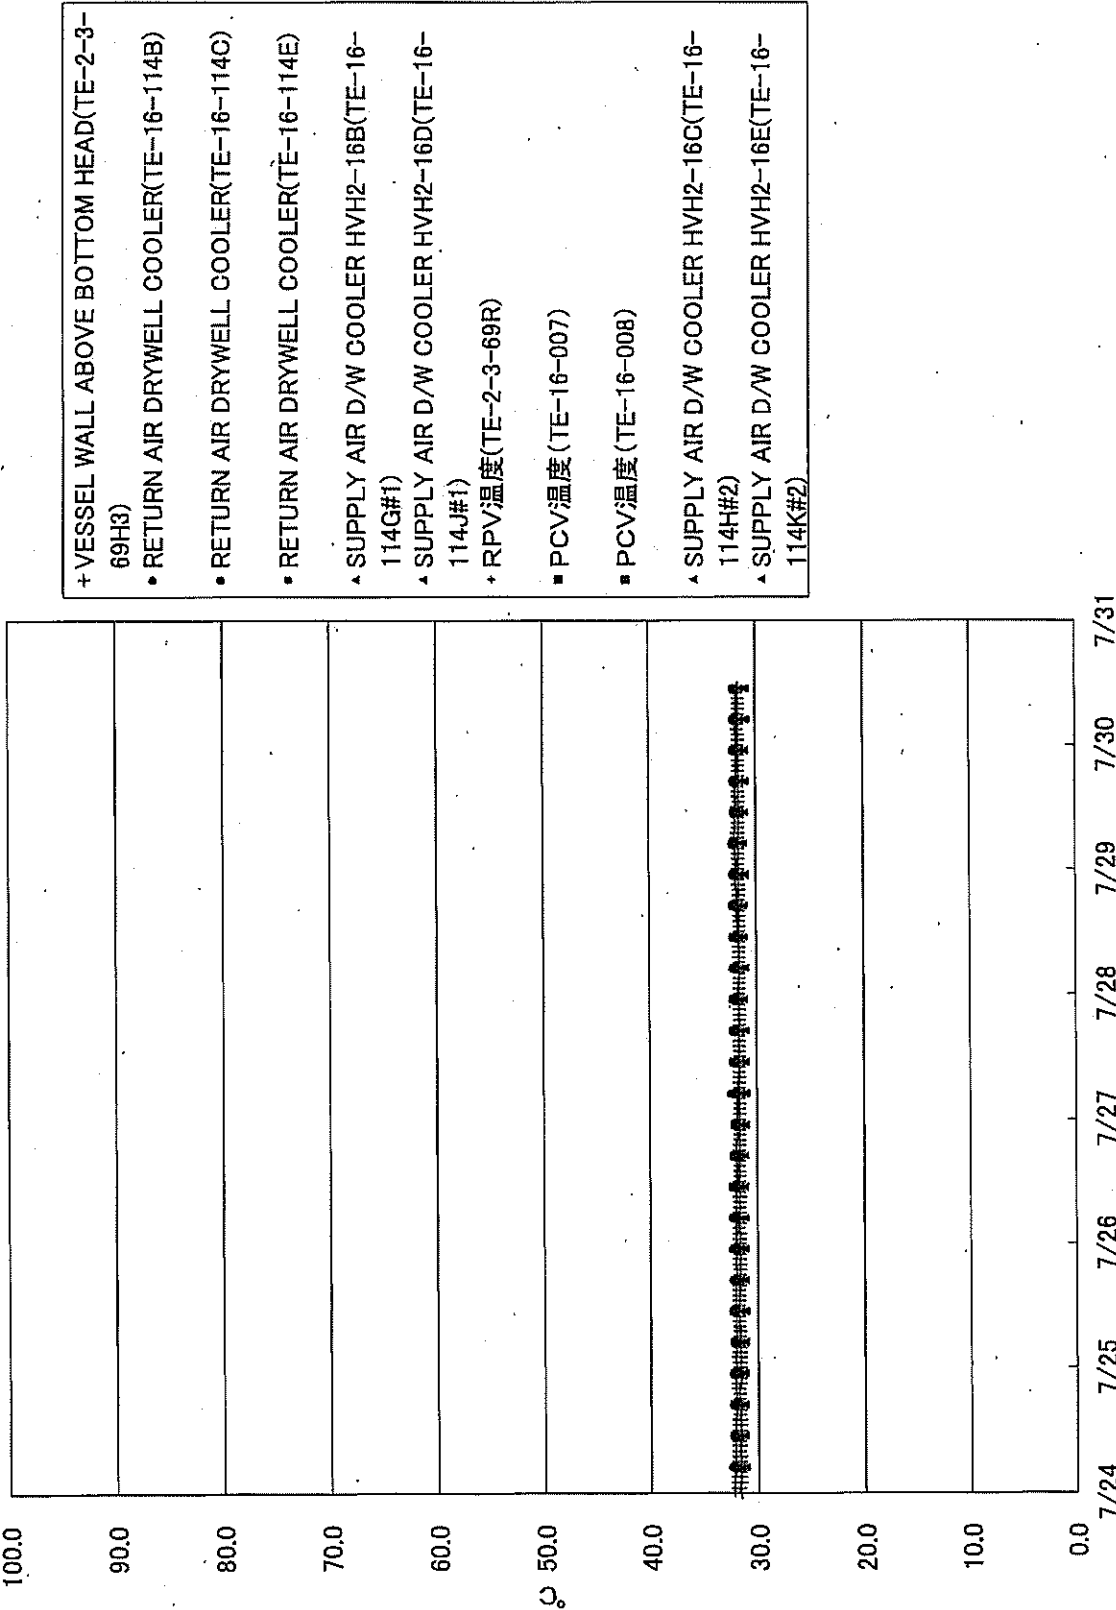 100.0
90.0
80.0
70.0
60.0
50.0
40.0
30.0
20.0
10.0
0.0
℃
7/24
7/25
7/26
7/27
7/28
7/29
7/30
7/31
+ VESSEL WALL ABOVE BOTTOM HEAD(TE-2-3-
69H3)
● RETURN AIR DRYWELL COOLER(TE-16-114B)
● RETURN AIR DRYWELL COOLER(TE-16-114C)
■ RETURN AIR DRYWELL COOLER(TE-16-114E)
▲ SUPPLY AIR D/W COOLER HVH2-16B(TE-16-
114G#1)
▲ SUPPLY AIR D/W COOLER HVH2-16D(TE-16-
114J#1)
+ RPV温度(TE-2-3-69R)
■ PCV温度(TE-16-007)
■ PCV温度(TE-16-008)
▲ SUPPLY AIR D/W COOLER HVH2-16C(TE-16-
114H#2)
▲ SUPPLY AIR D/W COOLER HVH2-16E(TE-16-
114K#2)